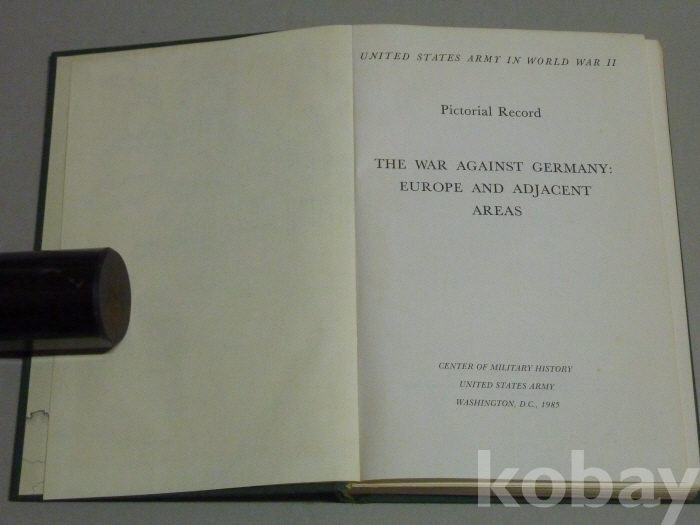 UNITED STATES ARMY IN WORLD WAR II
Pictorial Record
THE WAR AGAINST GERMANY:
EUROPE AND ADJACENT
AREAS
CENTER OF MILITARY HISTORY
UNITED STATES ARMY
WASHINGTON, D.C., 1985
kobay